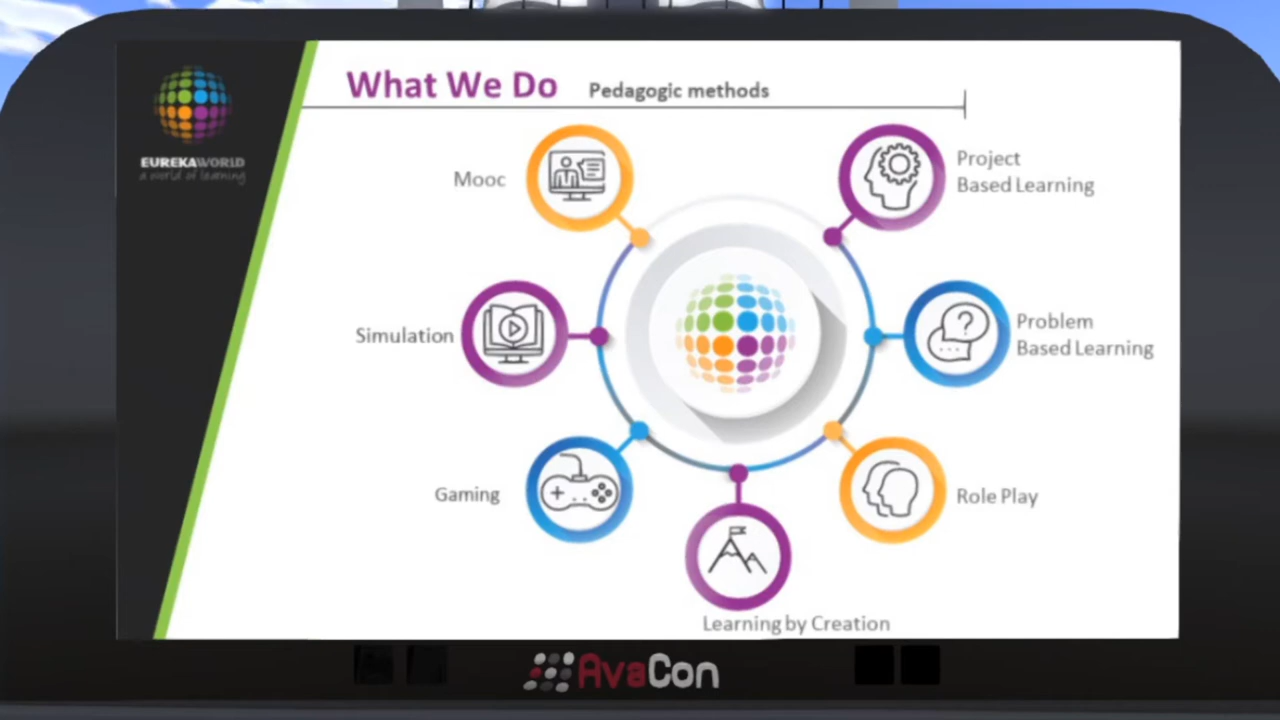 What We Do
Pedagogic methods
EUREKAWORLD
a world of learning
Mooc
Project
Based Learning
Simulation
Problem
Based Learning
Gaming
Role Play
Learning by Creation
AvaCon